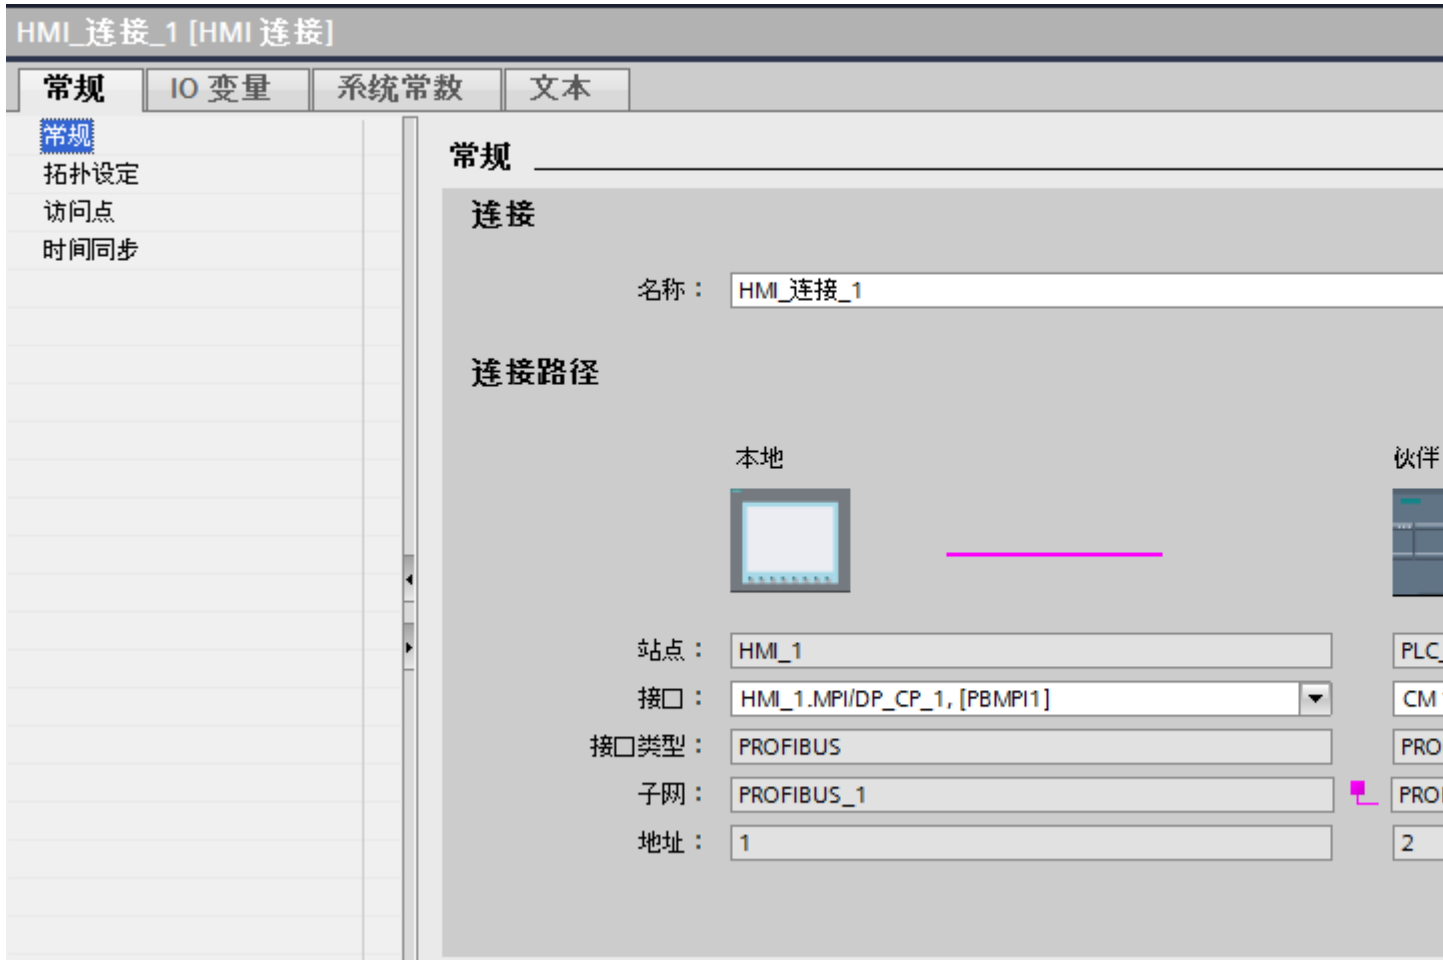 HMI_连接_1 [HMI 连接]
常规 IO 变量 系统常数 文本
常规
拓扑设定
访问点
时间同步
常规
连接
名称： HMI_连接_1
连接路径
本地 伙伴
站点： HMI_1 PLC_
接口： HMI_1.MPI/DP_CP_1, [PBMPI1] CM
接口类型： PROFIBUS PRO
子网： PROFIBUS_1 PRO
地址： 1 2